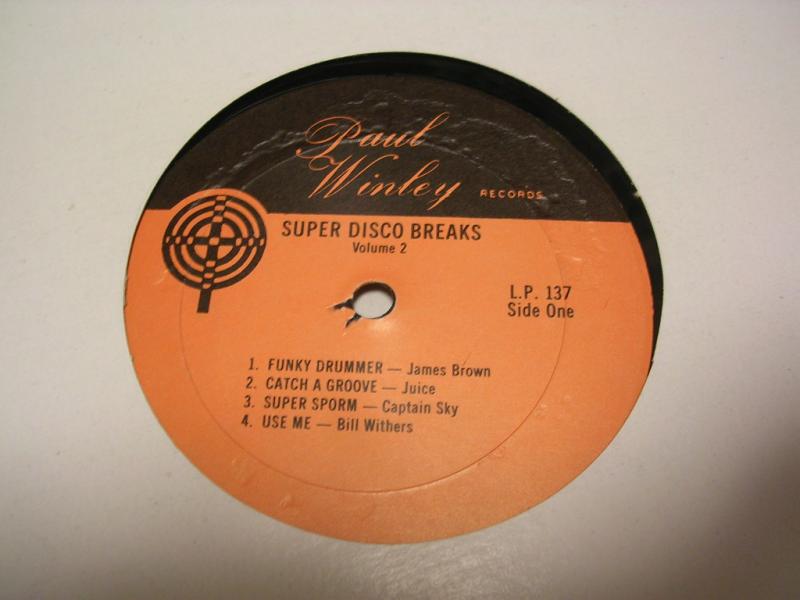 Paul
Winley RECORDS
SUPER DISCO BREAKS
Volume 2
L.P. 137
Side One
1. FUNKY DRUMMER — James Brown
2. CATCH A GROOVE — Juice
3. SUPER SPORM — Captain Sky
4. USE ME — Bill Withers